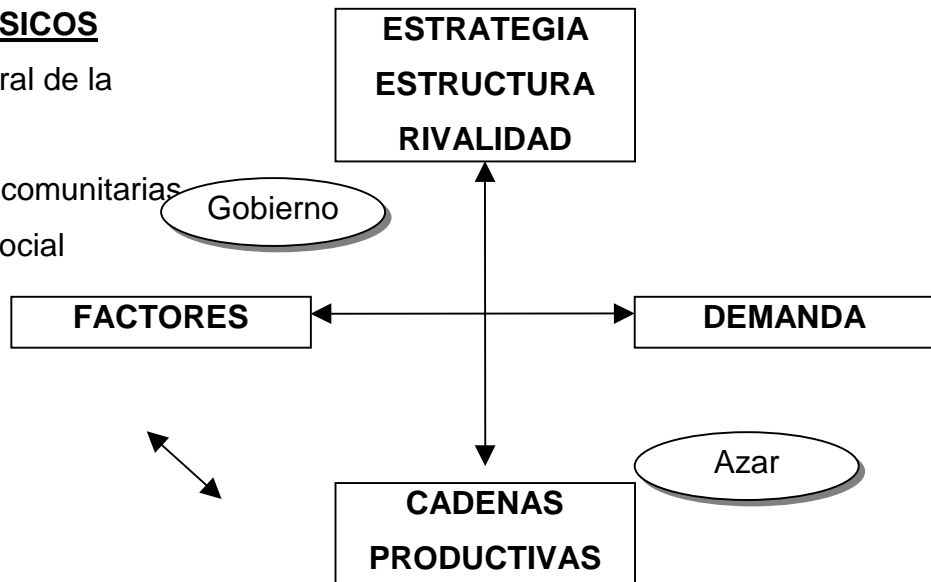 SICOS
ral de la
comunitarias
ocial
ESTRATEGIA
ESTRUCTURA
RIVALIDAD
Gobierno
FACTORES
DEMANDA
Azar
CADENAS
PRODUCTIVAS